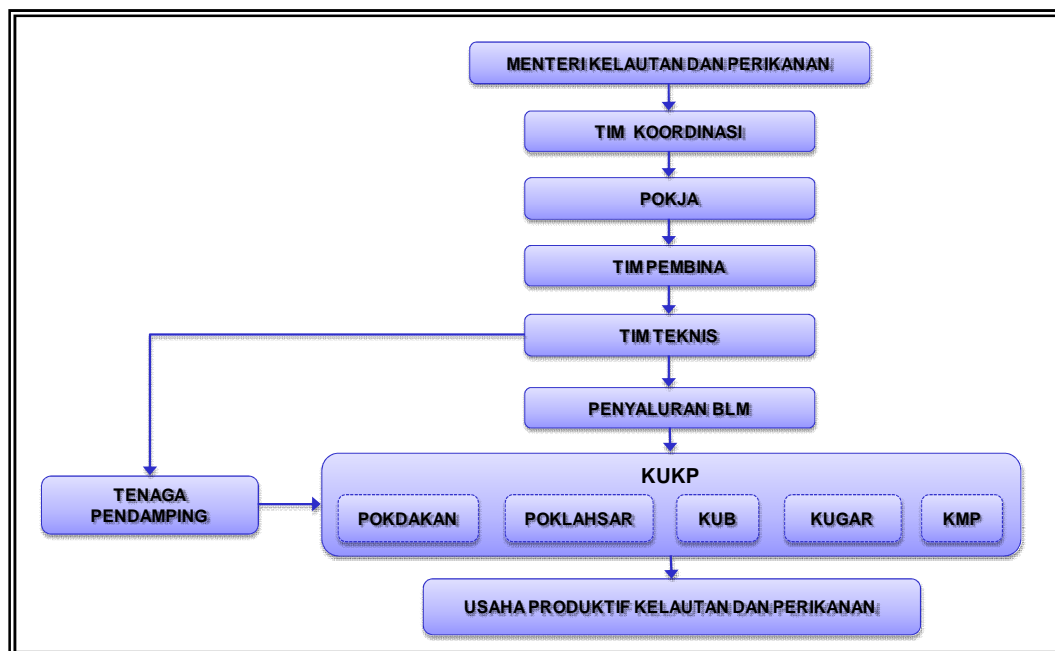 MENTERI KELAUTAN DAN PERIKANAN
TIM KOORDINASI
POKJA
TIM PEMBINA
TIM TEKNIS
PENYALURAN BLM
KUKP
TENAGA
PENDAMPING
POKDAKAN
POKLAHSAR
KUB
KUGAR
KMP
USAHA PRODUKTIF KELAUTAN DAN PERIKANAN